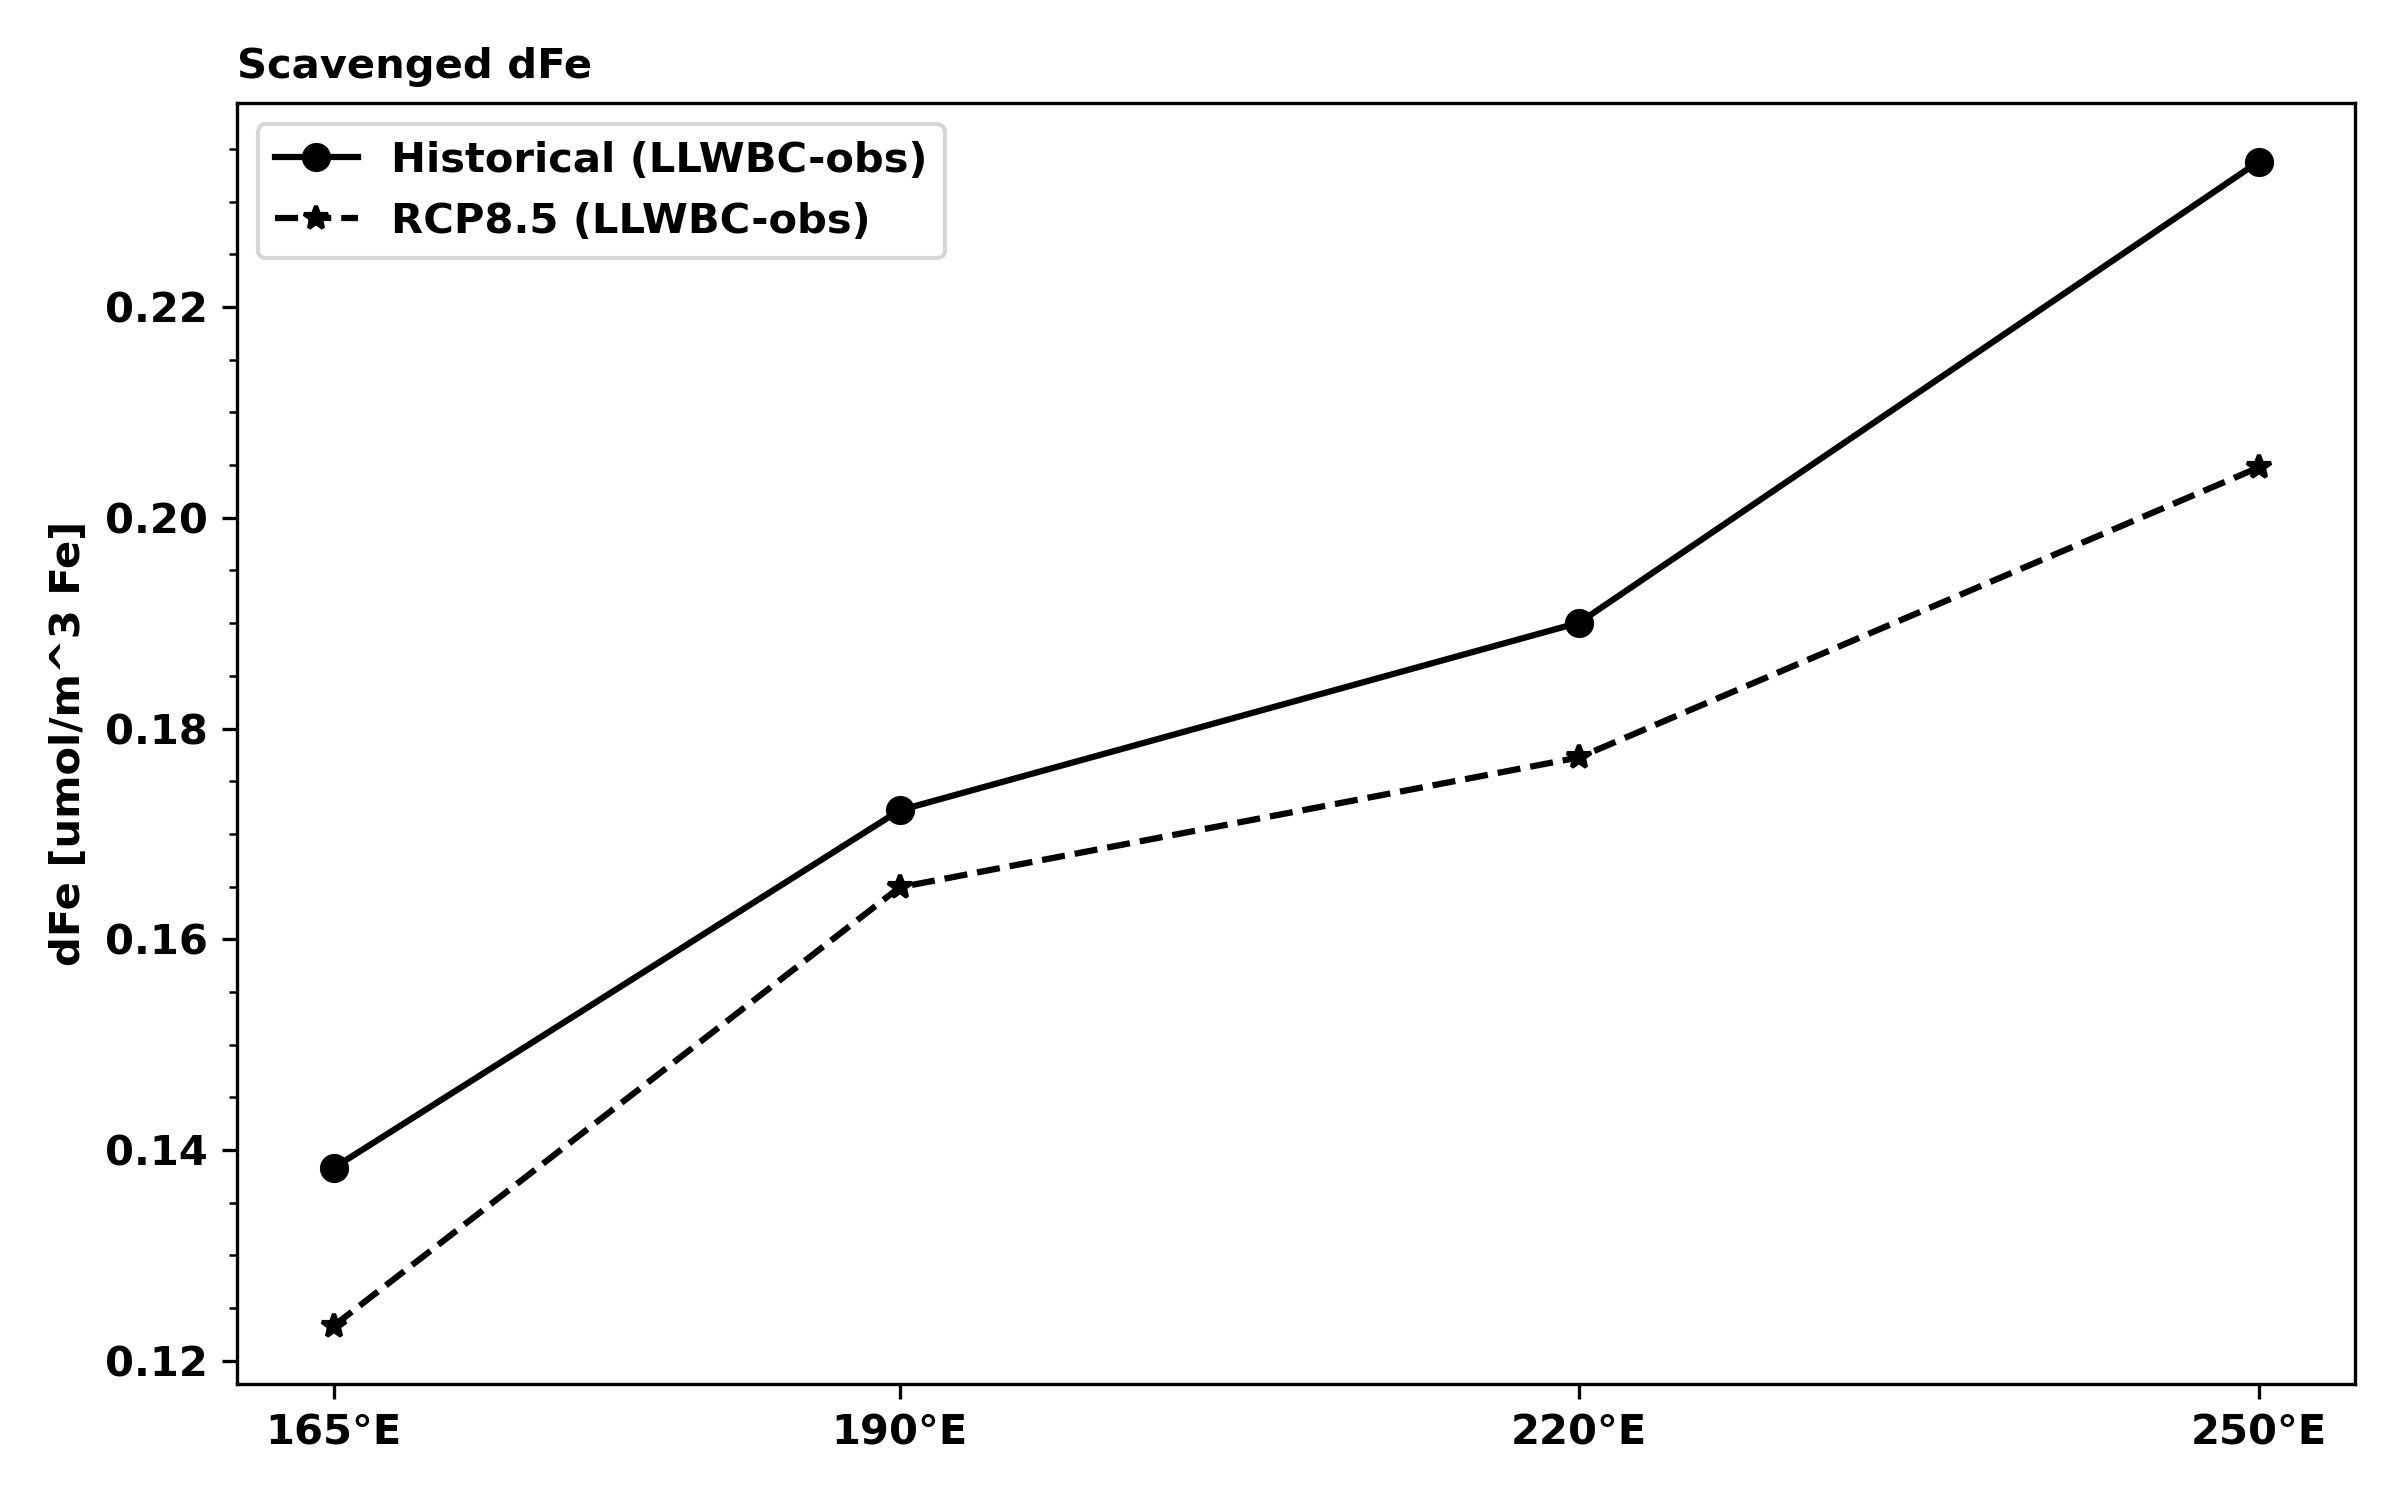 Scavenged dFe
Historical (LLWBC-obs)
RCP8.5 (LLWBC-obs)
dFe [umol/m^3 Fe]
0.22
0.20
0.18
0.16
0.14
0.12
165°E
190°E
220°E
250°E